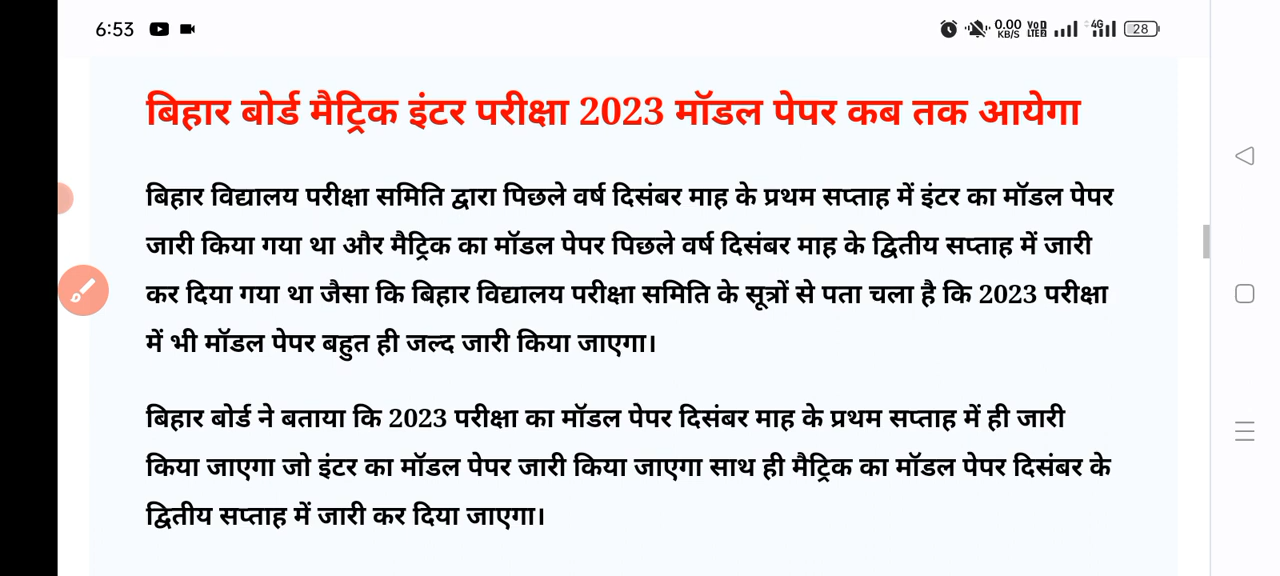 6:53
0.00 KB/S
VoD LTE2
4G
28
बिहार बोर्ड मैट्रिक इंटर परीक्षा 2023 मॉडल पेपर कब तक आयेगा
बिहार विद्यालय परीक्षा समिति द्वारा पिछले वर्ष दिसंबर माह के प्रथम सप्ताह में इंटर का मॉडल पेपर
जारी किया गया था और मैट्रिक का मॉडल पेपर पिछले वर्ष दिसंबर माह के द्वितीय सप्ताह में जारी
कर दिया गया था जैसा कि बिहार विद्यालय परीक्षा समिति के सूत्रों से पता चला है कि 2023 परीक्षा
में भी मॉडल पेपर बहुत ही जल्द जारी किया जाएगा।
बिहार बोर्ड ने बताया कि 2023 परीक्षा का मॉडल पेपर दिसंबर माह के प्रथम सप्ताह में ही जारी
किया जाएगा जो इंटर का मॉडल पेपर जारी किया जाएगा साथ ही मैट्रिक का मॉडल पेपर दिसंबर के
द्वितीय सप्ताह में जारी कर दिया जाएगा।